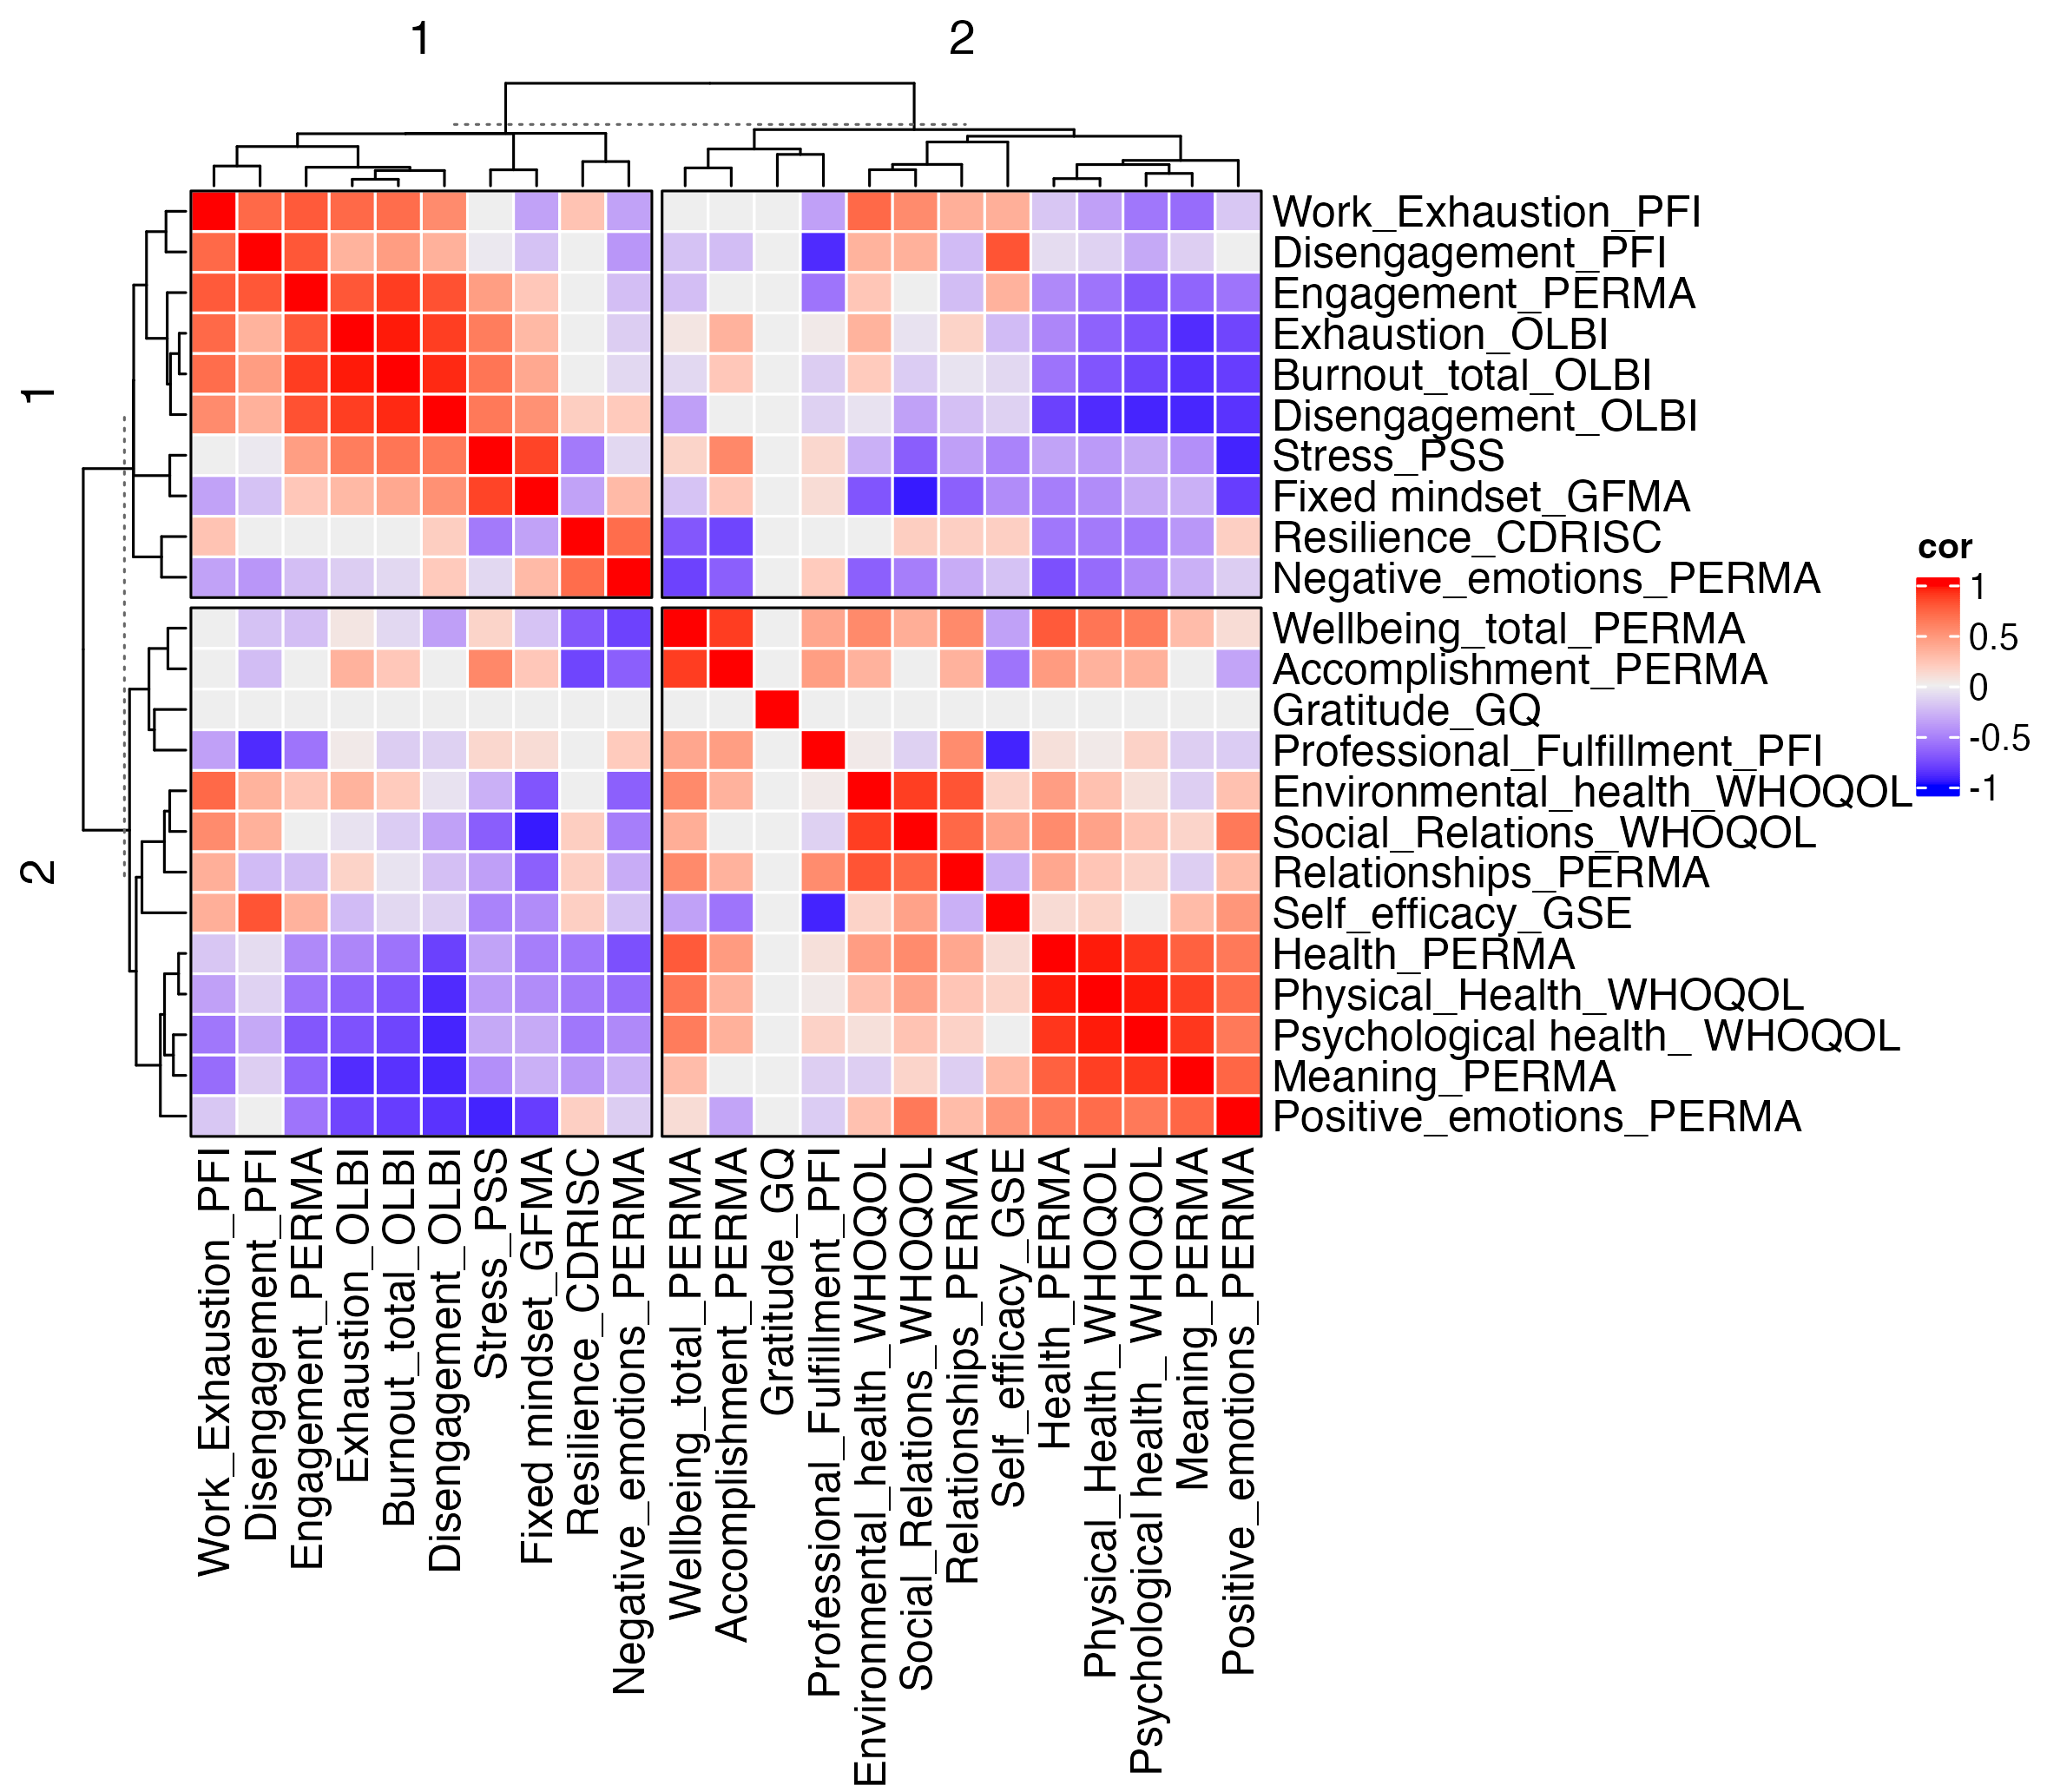 1
2
1
2
Work_Exhaustion_PFI
Disengagement_PFI
Engagement_PERMA
Exhaustion_OLBI
Burnout_total_OLBI
Disengagement_OLBI
Stress_PSS
Fixed mindset_GFMA
Resilience_CDRISC
Negative_emotions_PERMA
Wellbeing_total_PERMA
Accomplishment_PERMA
Gratitude_GQ
Professional_Fulfillment_PFI
Environmental_health_WHOQOL
Social_Relations_WHOQOL
Relationships_PERMA
Self_efficacy_GSE
Health_PERMA
Physical_Health_WHOQOL
Psychological health_ WHOQOL
Meaning_PERMA
Positive_emotions_PERMA
cor
1
0.5
0
-0.5
-1
Work_Exhaustion_PFI
Disengagement_PFI
Engagement_PERMA
Exhaustion_OLBI
Burnout_total_OLBI
Disengagement_OLBI
Stress_PSS
Fixed mindset_GFMA
Resilience_CDRISC
Negative_emotions_PERMA
Wellbeing_total_PERMA
Accomplishment_PERMA
Gratitude_GQ
Professional_Fulfillment_PFI
Environmental_health_WHOQOL
Social_Relations_WHOQOL
Relationships_PERMA
Self_efficacy_GSE
Health_PERMA
Physical_Health_WHOQOL
Psychological health_ WHOQOL
Meaning_PERMA
Positive_emotions_PERMA